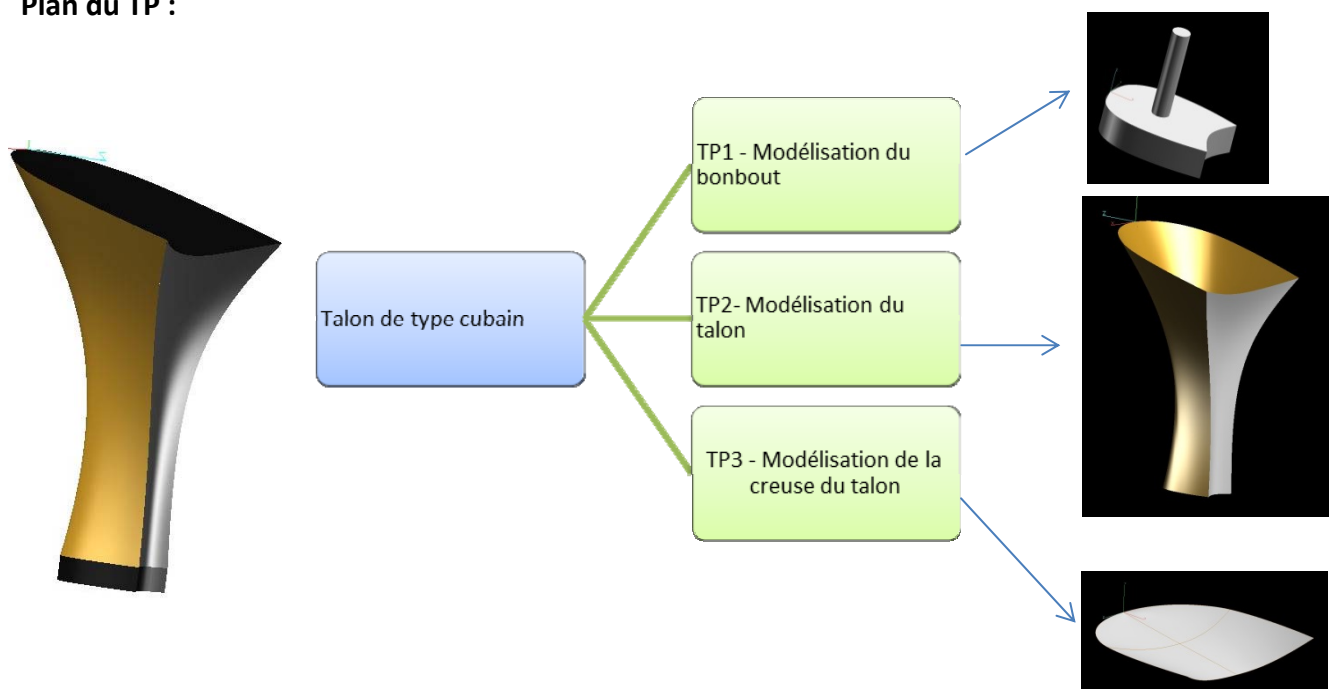 Plan du TP :
TP1 - Modélisation du
bonbout
Talon de type cubain
TP2- Modélisation du
talon
TP3 - Modélisation de la
creuse du talon